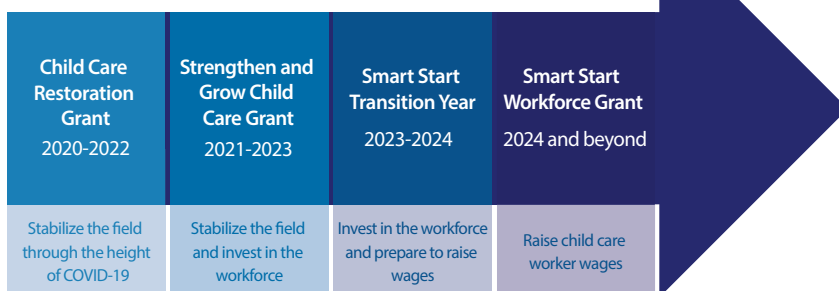 Child Care
Restoration
Grant
2020-2022
Strengthen and
Grow Child
Care Grant
2021-2023
Smart Start
Transition Year
2023-2024
Smart Start
Workforce Grant
2024 and beyond
Stabilize the field
through the height
of COVID-19
Stabilize the field
and invest in the
workforce
Invest in the workforce
and prepare to raise
wages
Raise child care
worker wages